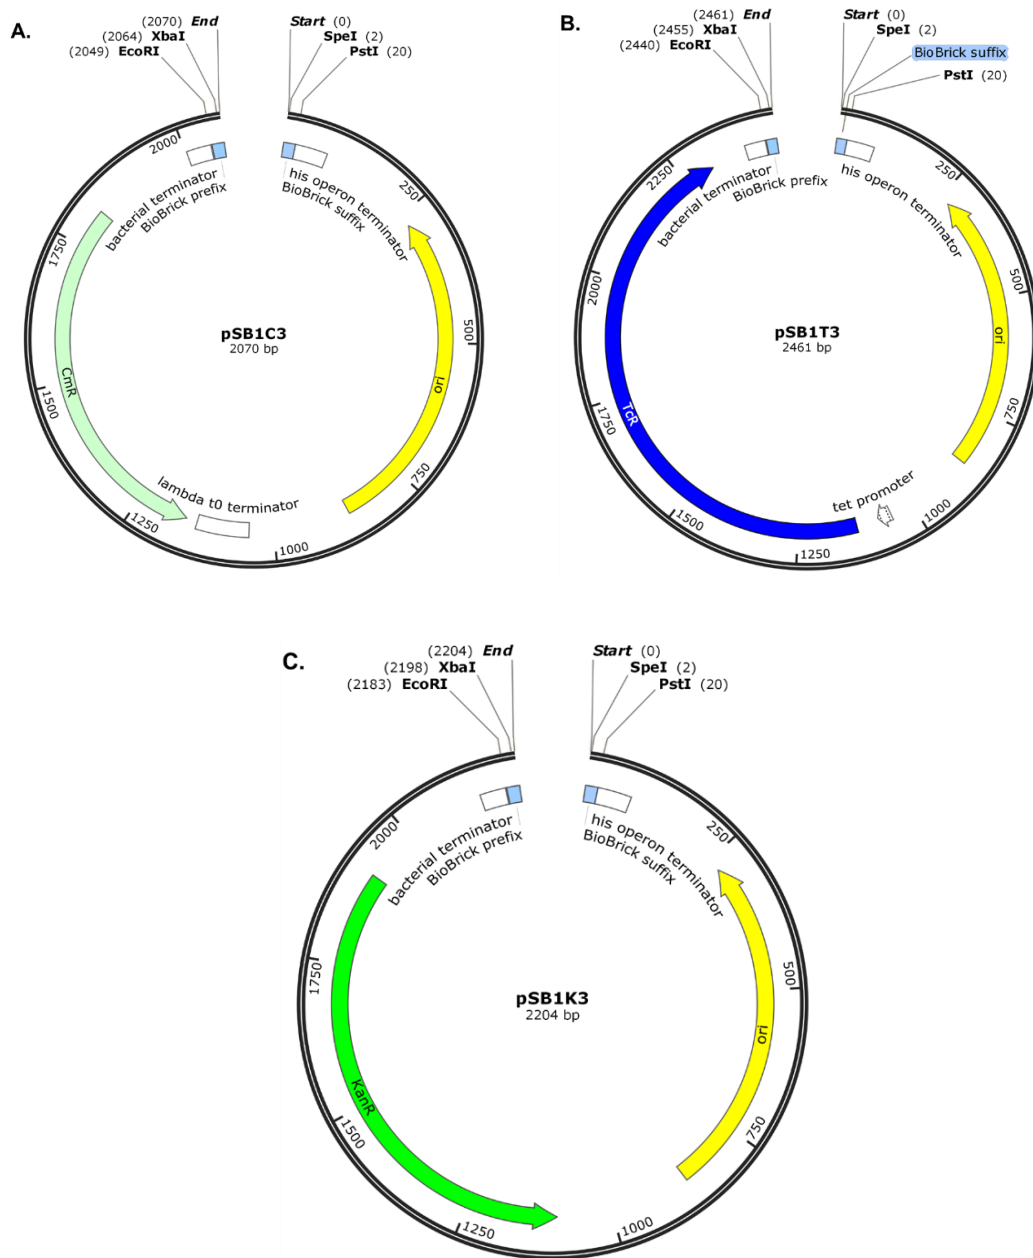 A.
(2070) End
(2064) XbaI
(2049) EcoRI
Start (0)
SpeI (2)
PstI (20)
2000
1750
1500
1250
1000
750
500
250
bacterial terminator
BioBrick prefix
his operon terminator
BioBrick suffix
CmR
ori
lambda t0 terminator
pSB1C3
2070 bp
B.
(2461) End
(2455) XbaI
(2440) EcoRI
Start (0)
SpeI (2)
BioBrick suffix
PstI (20)
2250
2000
1750
1500
1250
1000
750
500
250
bacterial terminator
BioBrick prefix
his operon terminator
TcR
ori
tet promoter
pSB1T3
2461 bp
C.
(2204) End
(2198) XbaI
(2183) EcoRI
Start (0)
SpeI (2)
PstI (20)
2000
1750
1500
1250
1000
750
500
250
bacterial terminator
BioBrick prefix
his operon terminator
BioBrick suffix
KanR
ori
pSB1K3
2204 bp